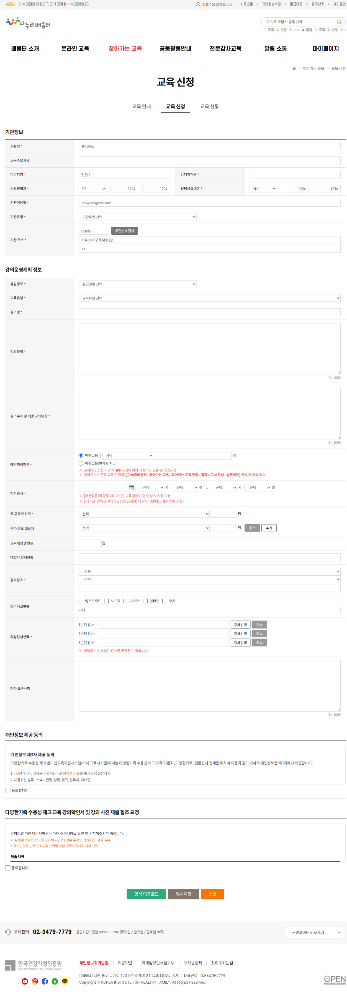 이 누리집은 대한민국 공식 전자정부 누리집입니다.
김철수님 환영합니다. 처음으로 개인정보수정 로그아웃 즐겨찾기 사이트맵
다누리배움터
다누리배움터 통합검색
1. 교육 2. 현황 3. tete 4. 집합 1. 교육 2. 현황 3. t
배움터 소개 온라인 교육 찾아가는 교육 공동활용안내 전문강사교육 알림 소통 마이페이지
> 찾아가는 교육 > 교육 신청
교육 신청
교육 안내 교육 신청 교육 현황
기관정보
기관명 * 엔디엑스
교육수요기관
담당자명 * 김철수 담당자직위 *
기관연락처 * 02 - 1234 - 1234 담당자휴대폰 * 010 - 1234 - 1234
기관이메일 * ndx@nexgens.com
기관유형 * 기관유형 선택
05805 우편번호검색
기관 주소 * 서울 송파구 동남로 92
11
강의운영계획 정보
유입경로 * 유입경로 선택
교육유형 * 교육유형 선택
강의명 *
강의목적 *
0 / 1000
강의주제 및 희망 교육내용 *
0 / 1000
예산책정여부 * 예산있음 ( 선택 원)
예산없음(한가원 지급)
※ 강사비는 신청 기관의 내부 규정에 따라 책정하는 것을 원칙으로 함
※ 찾아가는 다문화 교육 진행 후, [다누리배움터 - 찾아가는 교육 - 찾아가는 교육 현황 - 결과보고서 작성 - 설문하기] 완료 후 제출 필수
강의일시 * -선택- 시 -선택- 분 ~ -선택- 시 -선택- 분
※ [예산없음]의 경우 1회 2시간, 교육대상 20명 이상 시 지원 가능
※ 1회 기준 정해진 교육기간으로 신청(多회 교육 희망하는 경우 개별 신청)
주 교육 대상자 * 선택 명
추가 교육 대상자 선택 명 취소 추가
교육대상 총인원 명
대상자 상세현황
강의장소 * - 선택 -
- 선택 -
강의시설현황 빔프로젝트 노트북 마이크 인터넷 주차
기타
희망강사선택 * 1순위 강사 강사선택 취소
2순위 강사 강사선택 취소
3순위 강사 강사선택 취소
※ 신청하기 이후에는 강사를 변경할 수 없습니다.
기타 요구사항
0 / 1000
개인정보 제공 동의
개인정보 제3자 제공 동의
다양한가족 수용성 제고 온라인교육지원시스템(이하 교육시스템)에서는 다양한가족 수용성 제고 교육(다문화, 다양한가족) 전문강사 연계를 위하여 다음과 같이 귀하의 개인정보를 제3자에게 제공합니다.
1. 제공받는 자 : 교육을 희망하는 다양한가족 수용성 제고 교육 전문강사
2. 제공하는 항목 : 소속기관명, 성명, 직위, 연락처, 이메일
동의합니다.
다양한가족 수용성 제고 교육 강의확인서 및 강의 사진 제출 협조 요청
강의의뢰 기관 담당자께서는 아래 주의사항을 확인 후 신청해주시기 바랍니다.
※ (A형)예산없음(한가원 강사비 지급)의 경우 수강생 전원 PDF 제출 필수
※ 온라인으로 만족도조사를 진행할 경우 만족도조사지 제출 생략
제출서류
동의합니다.
양식 다운로드 임시저장 신청
고객센터 02-3479-7779 운영시간 : 평일 09:00~17:00 (토요일 / 일요일 / 공휴일 휴무) 관련사이트 바로가기
한국건강가정진흥원
KOREAN INSTITUTE FOR HEALTHY FAMILY
개인정보처리방침 이용약관 이메일무단수집거부 저작권정책 찾아오시는길
(04554) 서울 중구 퇴계로 173 남산스퀘어 21,24층 (충무로 3가) 대표전화 : 02-3479-7779
Copyright © KOREA INSTITUTE FOR HEALTHY FAMILY. All Rights Reserved.
OPEN